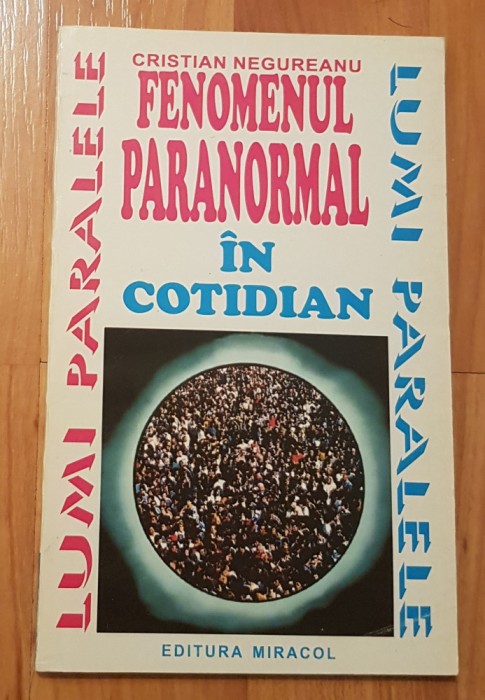 CRISTIAN NEGUREANU
FENOMENUL
PARANORMAL
ÎN
COTIDIAN
LUMI PARALELE
LUMI PARALELE
EDITURA MIRACOL